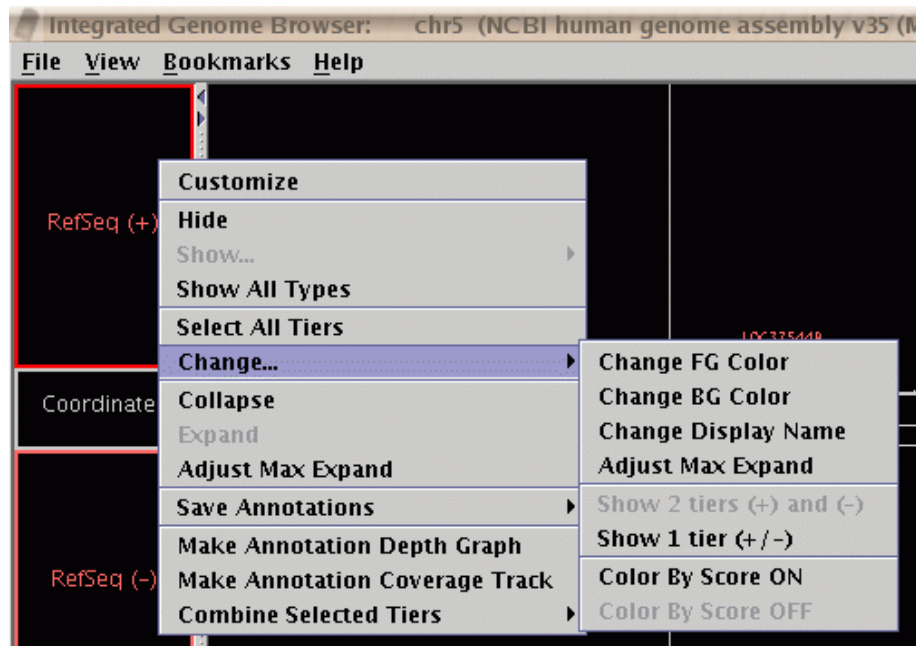 Integrated Genome Browser: chr5 (NCBI human genome assembly v35 (M
File View Bookmarks Help
RefSeq (+)
Customize
Hide
Show...
Show All Types
Select All Tiers
Change...
Collapse
Expand
Adjust Max Expand
Save Annotations
Make Annotation Depth Graph
Make Annotation Coverage Track
Combine Selected Tiers
Change FG Color
Change BG Color
Change Display Name
Adjust Max Expand
Show 2 tiers (+) and (-)
Show 1 tier (+/-)
Color By Score ON
Color By Score OFF
Coordinate
RefSeq (-)